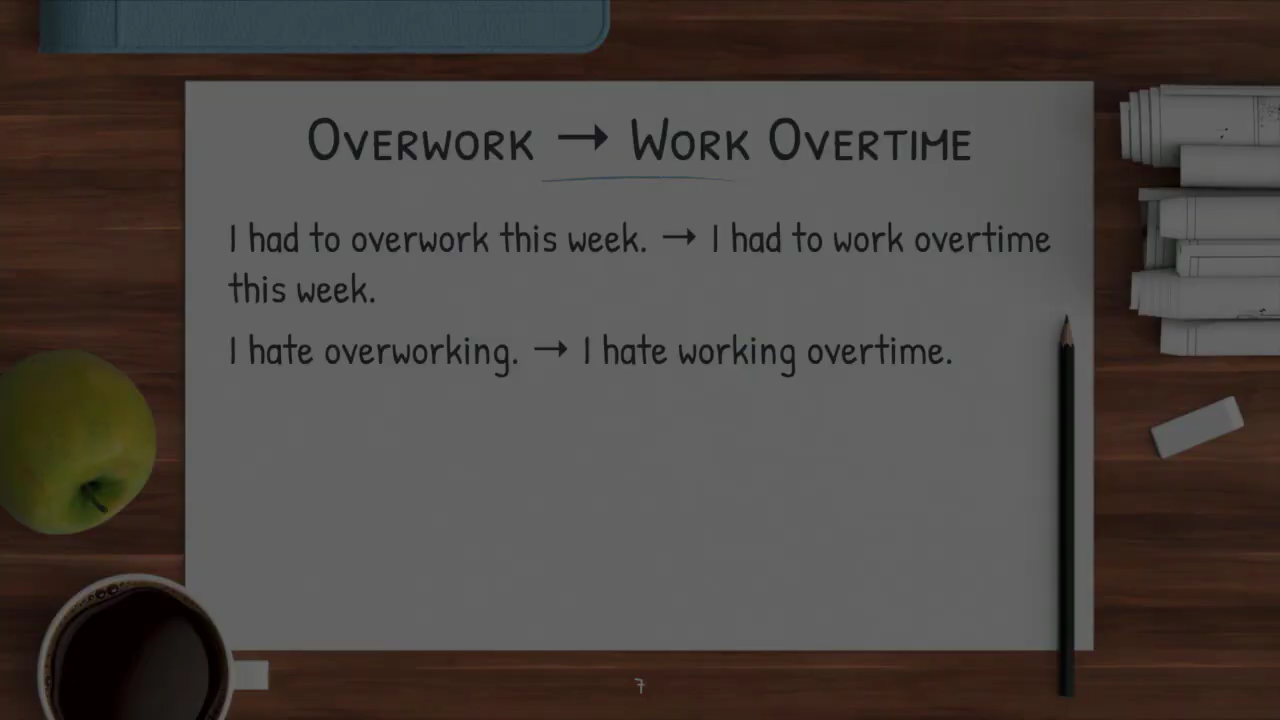 Overwork → Work Overtime
I had to overwork this week. → I had to work overtime
this week.
I hate overworking. → I hate working overtime.
7